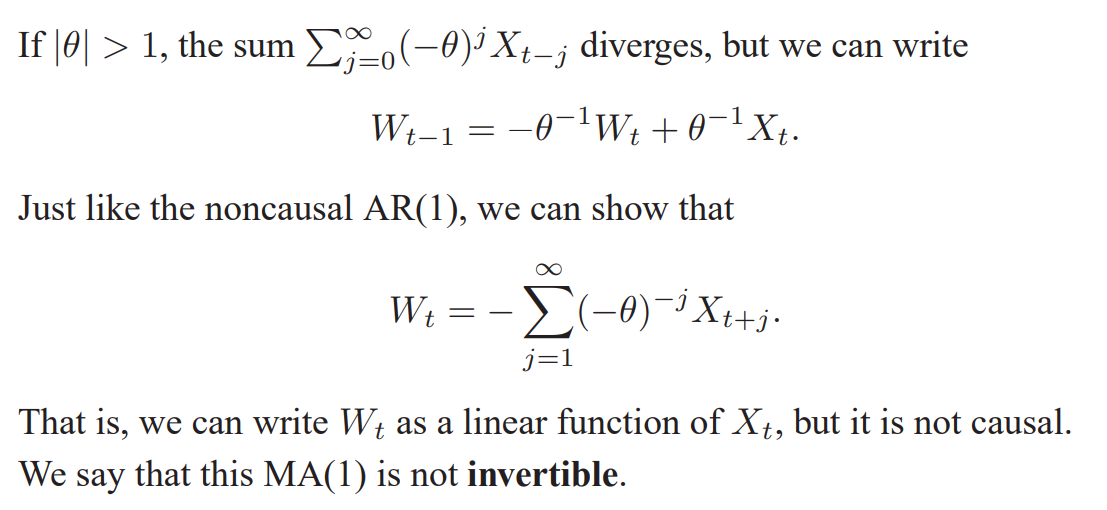 If |θ| > 1, the sum ∑_{j=0}^{∞}(−θ)^j X_{t−j} diverges, but we can write
W_{t−1} = −θ^{−1}W_t + θ^{−1}X_t.
Just like the noncausal AR(1), we can show that
W_t = −∑_{j=1}^{∞}(−θ)^{−j}X_{t+j}.
That is, we can write W_t as a linear function of X_t, but it is not causal.
We say that this MA(1) is not invertible.